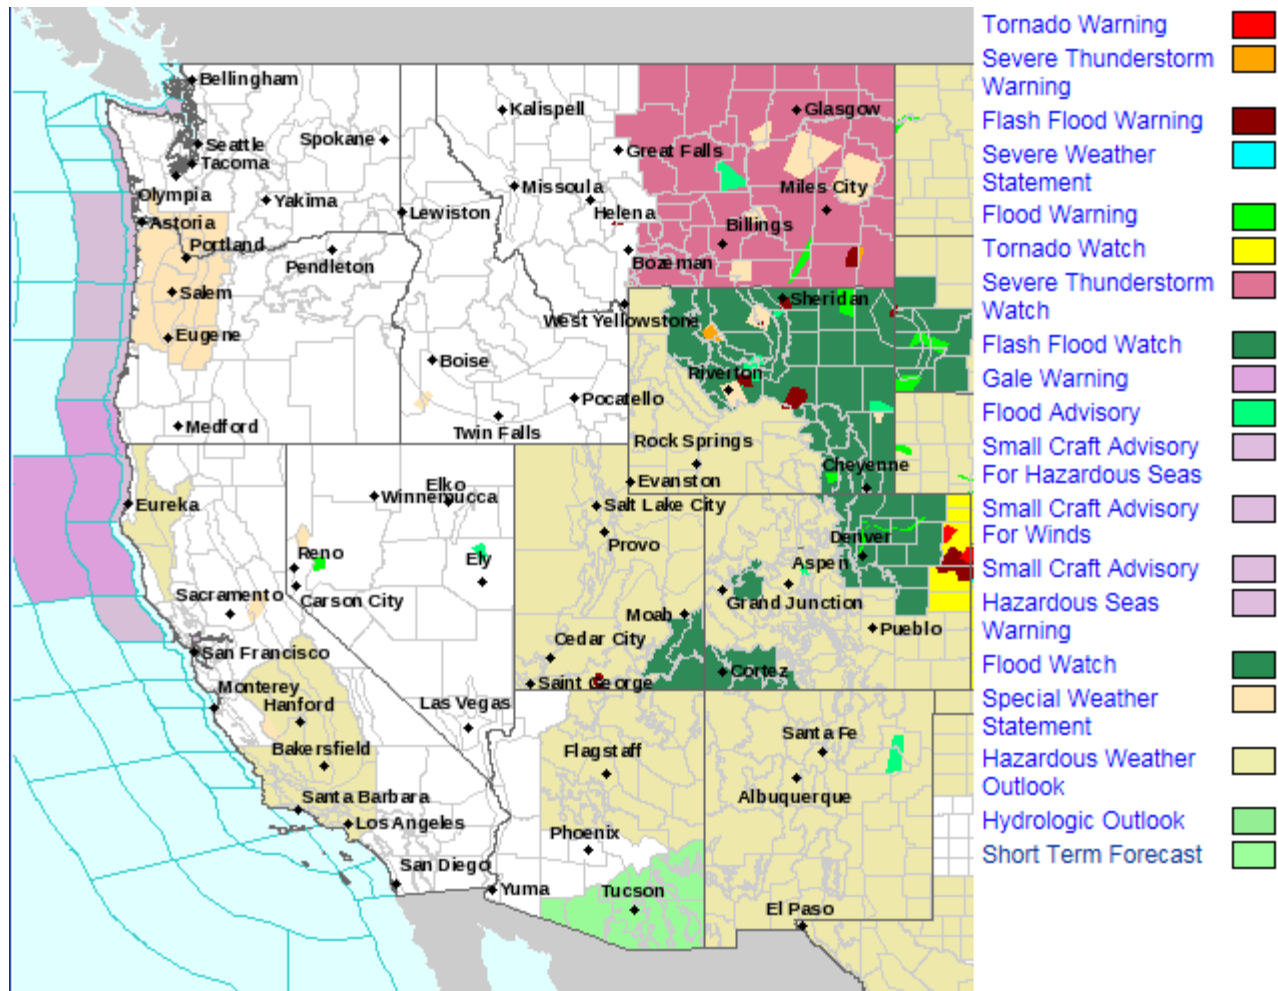 Bellingham
Kalispell
Glasgow
Seattle
Spokane
Great Falls
Tacoma
Olympia
Missoula
Miles City
Yakima
Lewiston
Helena
Astoria
Billings
Portland
Pendleton
Bozeman
Salem
Sheridan
West Yellowstone
Eugene
Boise
Riverton
Pocatello
Medford
Twin Falls
Rock Springs
Cheyenne
Elko
Winnemucca
Evanston
Eureka
Salt Lake City
Provo
Denver
Reno
Ely
Aspen
Sacramento
Carson City
Grand Junction
Moab
Pueblo
Cedar City
San Francisco
Cortez
Saint George
Monterey
Hanford
Las Vegas
Santa Fe
Bakersfield
Flagstaff
Albuquerque
Santa Barbara
Los Angeles
Phoenix
San Diego
Yuma
Tucson
El Paso
Tornado Warning
Severe Thunderstorm
Warning
Flash Flood Warning
Severe Weather
Statement
Flood Warning
Tornado Watch
Severe Thunderstorm
Watch
Flash Flood Watch
Gale Warning
Flood Advisory
Small Craft Advisory
For Hazardous Seas
Small Craft Advisory
For Winds
Small Craft Advisory
Hazardous Seas
Warning
Flood Watch
Special Weather
Statement
Hazardous Weather
Outlook
Hydrologic Outlook
Short Term Forecast